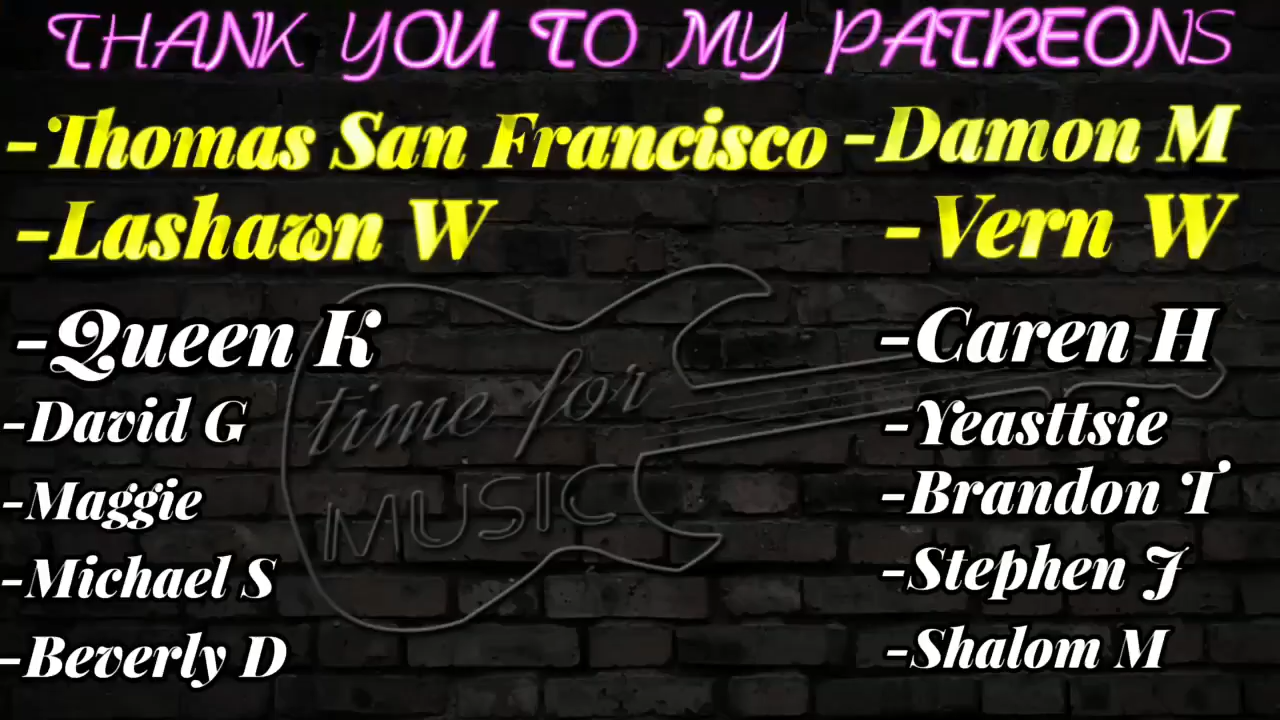 THANK YOU TO MY PATREONS
-Thomas San Francisco
-Damon M
-Lashawn W
-Vern W
-Queen K
-Caren H
-David G
-Yeasttsie
-Maggie
-Brandon T
-Michael S
-Stephen J
-Beverly D
-Shalom M
time for
MUSIC